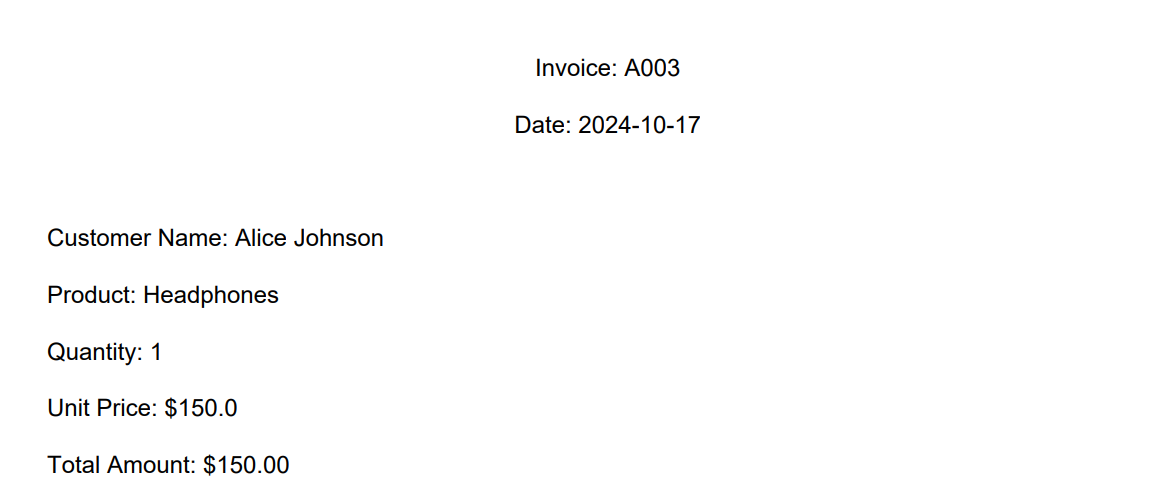 Invoice: A003
Date: 2024-10-17
Customer Name: Alice Johnson
Product: Headphones
Quantity: 1
Unit Price: $150.0
Total Amount: $150.00